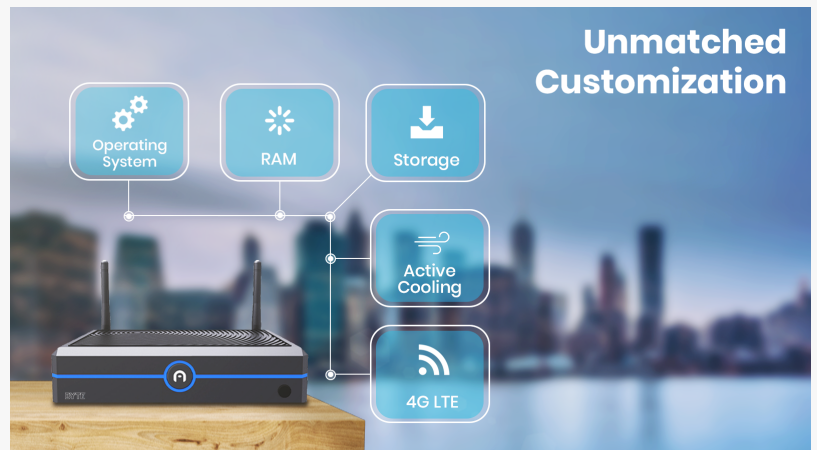 Unmatched
Customization
Operating
System
RAM
Storage
Active
Cooling
4G LTE